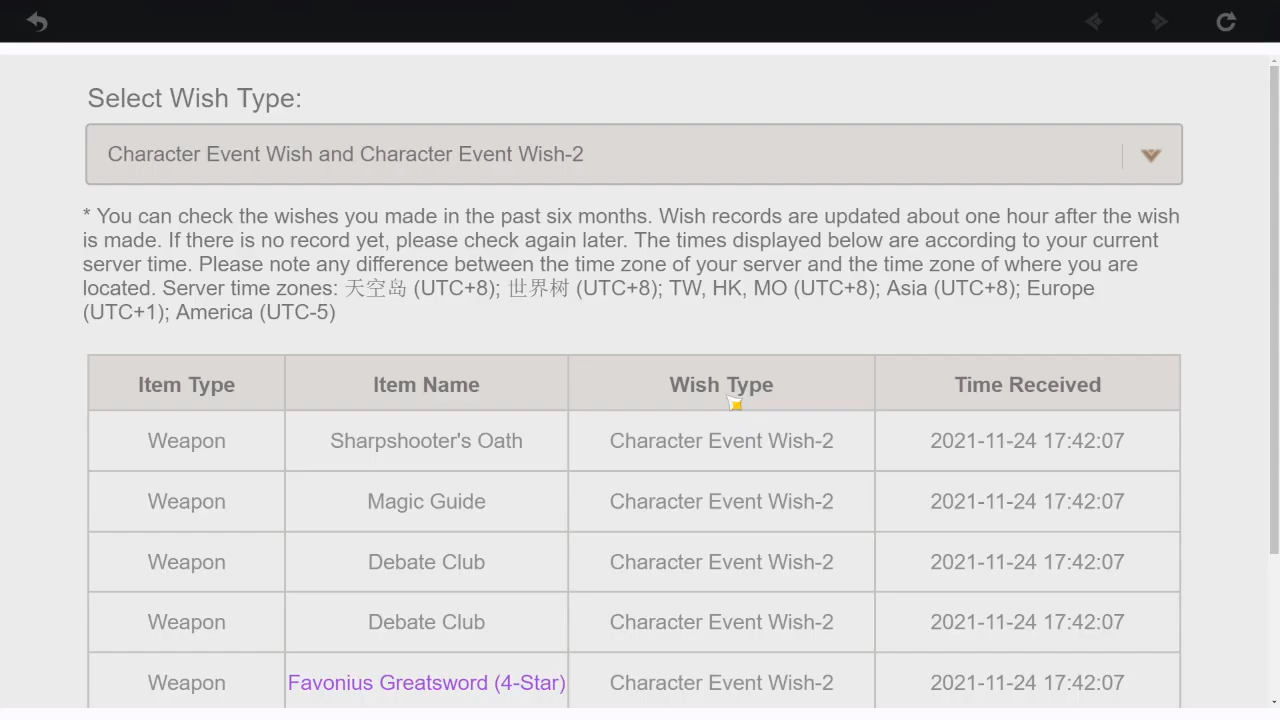 Select Wish Type:
Character Event Wish and Character Event Wish-2
* You can check the wishes you made in the past six months. Wish records are updated about one hour after the wish
is made. If there is no record yet, please check again later. The times displayed below are according to your current
server time. Please note any difference between the time zone of your server and the time zone of where you are
located. Server time zones: 天空岛 (UTC+8); 世界树 (UTC+8); TW, HK, MO (UTC+8); Asia (UTC+8); Europe
(UTC+1); America (UTC-5)
Item Type Item Name Wish Type Time Received
Weapon Sharpshooter's Oath Character Event Wish-2 2021-11-24 17:42:07
Weapon Magic Guide Character Event Wish-2 2021-11-24 17:42:07
Weapon Debate Club Character Event Wish-2 2021-11-24 17:42:07
Weapon Debate Club Character Event Wish-2 2021-11-24 17:42:07
Weapon Favonius Greatsword (4-Star) Character Event Wish-2 2021-11-24 17:42:07